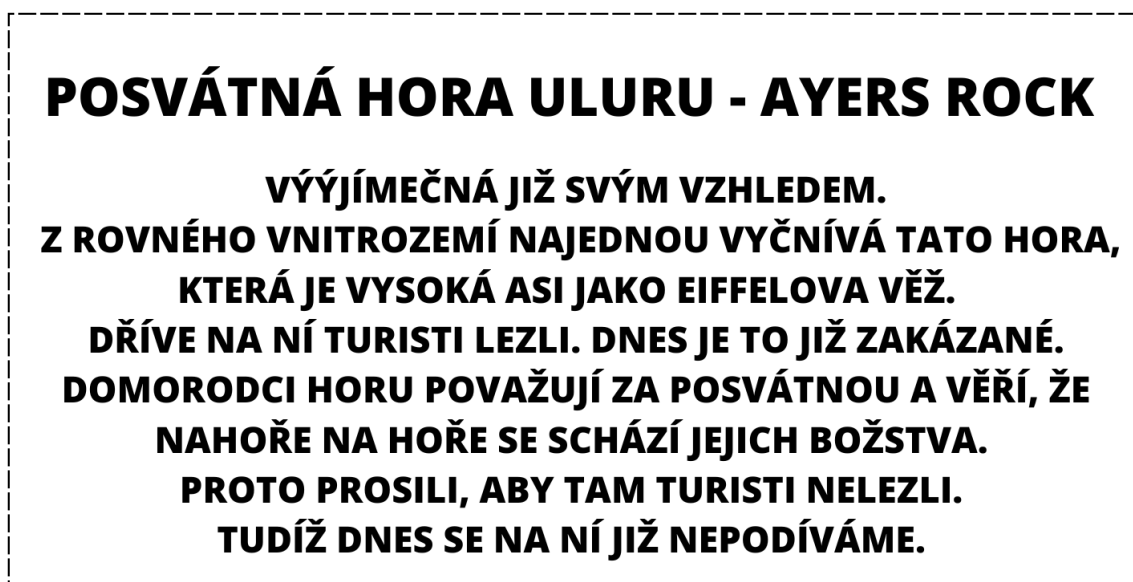 POSVÁTNÁ HORA ULURU - AYERS ROCK
VÝÝJÍMEČNÁ JIŽ SVÝM VZHLEDEM.
Z ROVNÉHO VNITROZEMÍ NAJEDNOU VYČNÍVÁ TATO HORA,
KTERÁ JE VYSOKÁ ASI JAKO EIFFELOVA VĚŽ.
DŘÍVE NA NÍ TURISTI LEZLI. DNES JE TO JIŽ ZAKÁZANÉ.
DOMORODCI HORU POVAŽUJÍ ZA POSVÁTNOU A VĚŘÍ, ŽE
NAHOŘE NA HOŘE SE SCHÁZÍ JEJICH BOŽSTVA.
PROTO PROSILI, ABY TAM TURISTI NELEZLI.
TUDÍŽ DNES SE NA NÍ JIŽ NEPODÍVÁME.